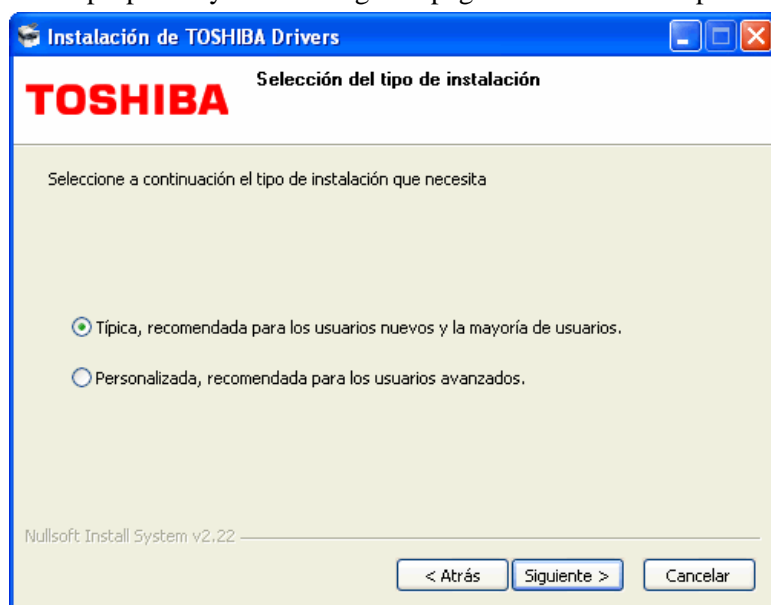 Instalación de TOSHIBA Drivers
TOSHIBA
Selección del tipo de instalación
Seleccione a continuación el tipo de instalación que necesita
Típica, recomendada para los usuarios nuevos y la mayoría de usuarios.
Personalizada, recomendada para los usuarios avanzados.
Nullsoft Install System v2.22
< Atrás
Siguiente >
Cancelar